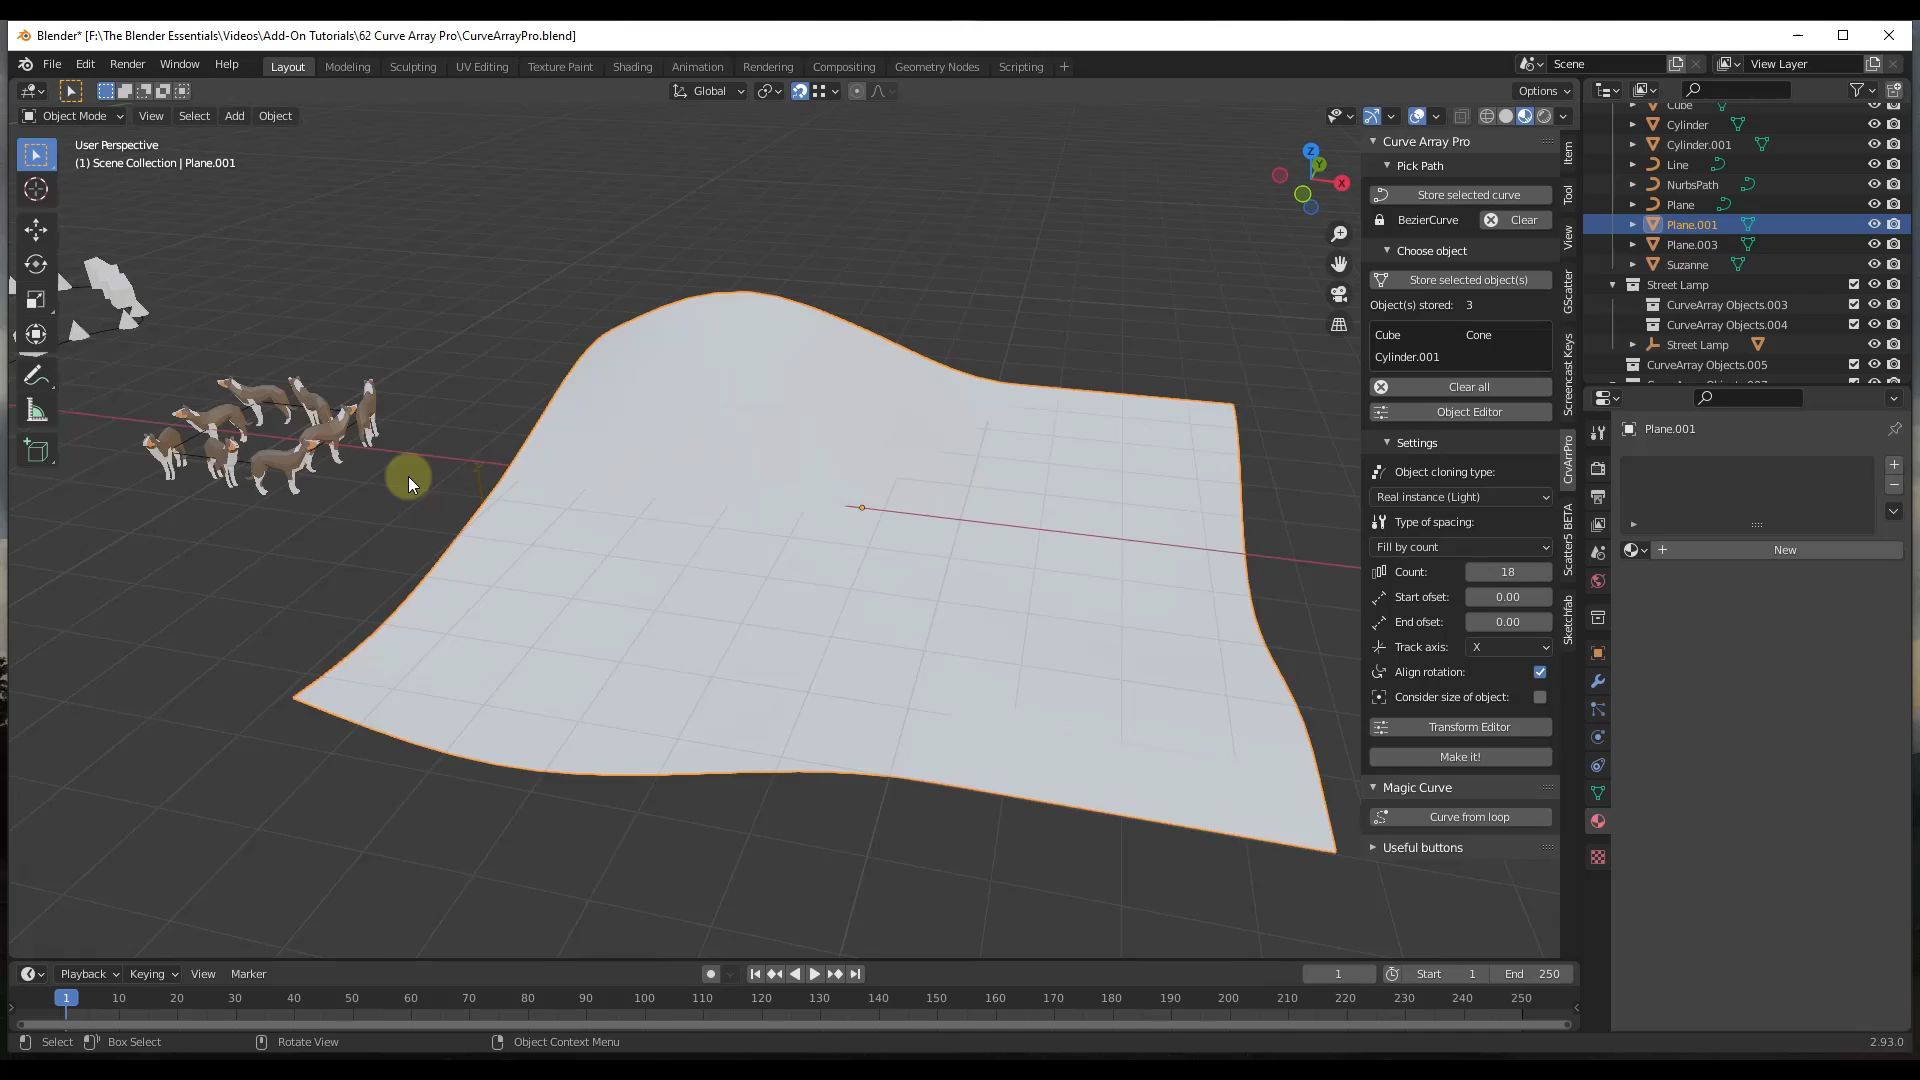 Blender* [F:\The Blender Essentials\Videos\Add-On Tutorials\62 Curve Array Pro\CurveArrayPro.blend]
File Edit Render Window Help Layout Modeling Sculpting UV Editing Texture Paint Shading Animation Rendering Compositing Geometry Nodes Scripting Scene View Layer
Global Options
Object Mode View Select Add Object
User Perspective
(1) Scene Collection | Plane.001
Z
Y
X
Curve Array Pro
Pick Path
Store selected curve
BezierCurve Clear
Choose object
Store selected object(s)
Object(s) stored: 3
Cube Cone
Cylinder.001
Clear all
Object Editor
Settings
Object cloning type:
Real instance (Light)
Type of spacing:
Fill by count
Count: 18
Start ofset: 0.00
End ofset: 0.00
Track axis: X
Align rotation:
Consider size of object:
Transform Editor
Make it!
Magic Curve
Curve from loop
Useful buttons
Item
Tool
View
GScatter
Screencast Keys
CrvArrPro
Scatter5 BETA
Sketchfab
Cube
Cylinder
Cylinder.001
Line
NurbsPath
Plane
Plane.001
Plane.003
Suzanne
Street Lamp
CurveArray Objects.003
CurveArray Objects.004
Street Lamp
CurveArray Objects.005
Plane.001
New
Playback Keying View Marker 1 Start 1 End 250
1 10 20 30 40 50 60 70 80 90 100 110 120 130 140 150 160 170 180 190 200 210 220 230 240 250
Select Box Select Rotate View Object Context Menu 2.93.0